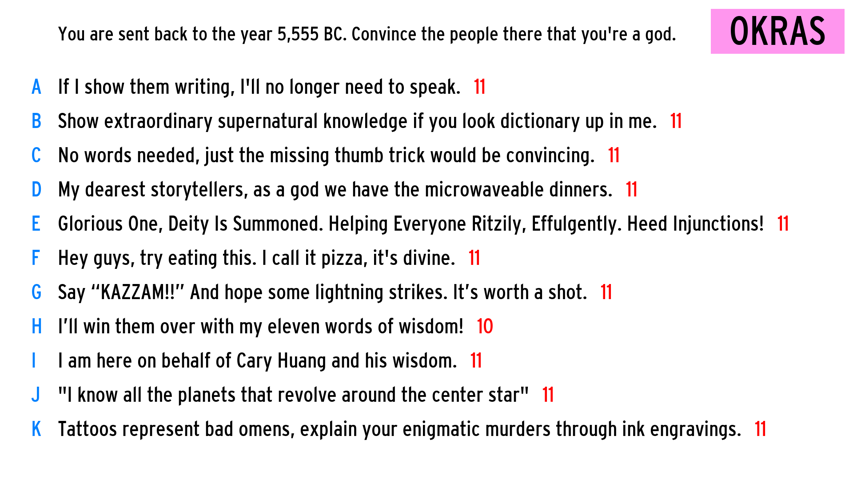 You are sent back to the year 5,555 BC. Convince the people there that you're a god.
OKRAS
A If I show them writing, I'll no longer need to speak. 11
B Show extraordinary supernatural knowledge if you look dictionary up in me. 11
C No words needed, just the missing thumb trick would be convincing. 11
D My dearest storytellers, as a god we have the microwaveable dinners. 11
E Glorious One, Deity Is Summoned. Helping Everyone Ritzily, Effulgently. Heed Injunctions! 11
F Hey guys, try eating this. I call it pizza, it's divine. 11
G Say “KAZZAM!!” And hope some lightning strikes. It’s worth a shot. 11
H I’ll win them over with my eleven words of wisdom! 10
I I am here on behalf of Cary Huang and his wisdom. 11
J "I know all the planets that revolve around the center star" 11
K Tattoos represent bad omens, explain your enigmatic murders through ink engravings. 11